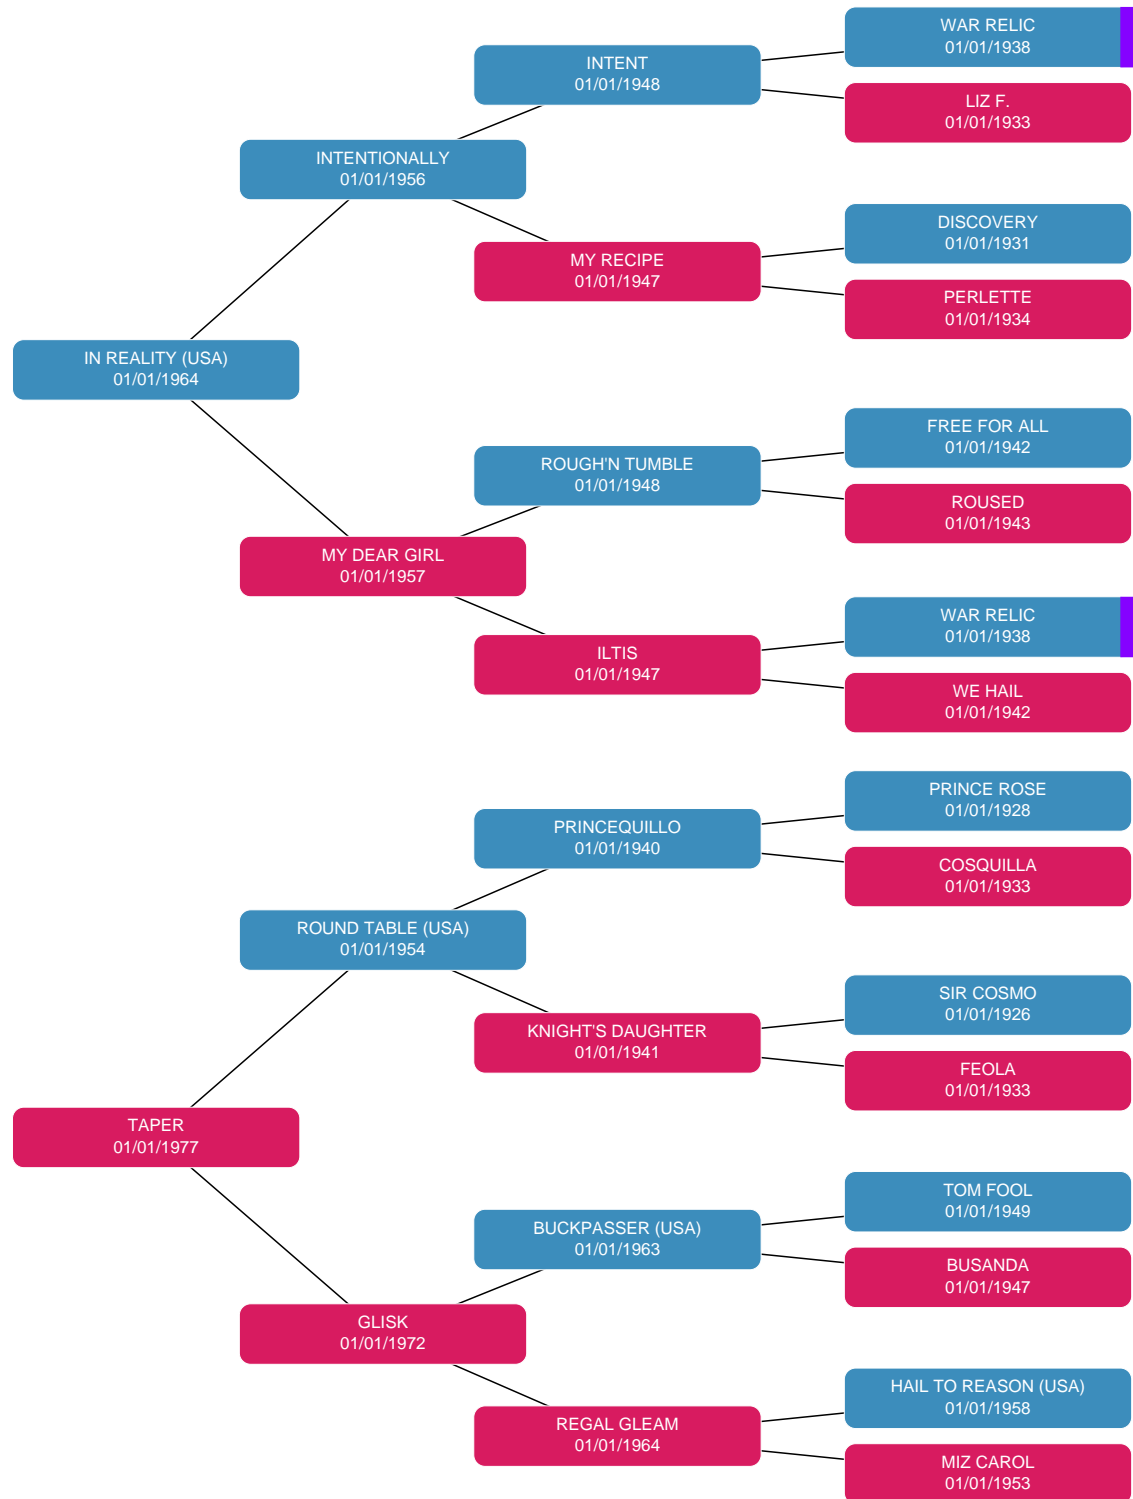 WAR RELIC
01/01/1938
INTENT
01/01/1948
LIZ F.
01/01/1933
INTENTIONALLY
01/01/1956
DISCOVERY
01/01/1931
MY RECIPE
01/01/1947
PERLETTE
01/01/1934
IN REALITY (USA)
01/01/1964
FREE FOR ALL
01/01/1942
ROUGH'N TUMBLE
01/01/1948
ROUSED
01/01/1943
MY DEAR GIRL
01/01/1957
WAR RELIC
01/01/1938
ILTIS
01/01/1947
WE HAIL
01/01/1942
PRINCE ROSE
01/01/1928
PRINCEQUILLO
01/01/1940
COSQUILLA
01/01/1933
ROUND TABLE (USA)
01/01/1954
SIR COSMO
01/01/1926
KNIGHT'S DAUGHTER
01/01/1941
FEOLA
01/01/1933
TAPER
01/01/1977
TOM FOOL
01/01/1949
BUCKPASSER (USA)
01/01/1963
BUSANDA
01/01/1947
GLISK
01/01/1972
HAIL TO REASON (USA)
01/01/1958
REGAL GLEAM
01/01/1964
MIZ CAROL
01/01/1953